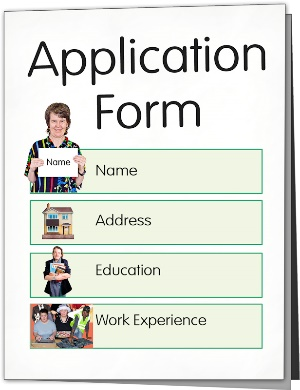 Application
Form
Name
Name
Address
Education
Work Experience